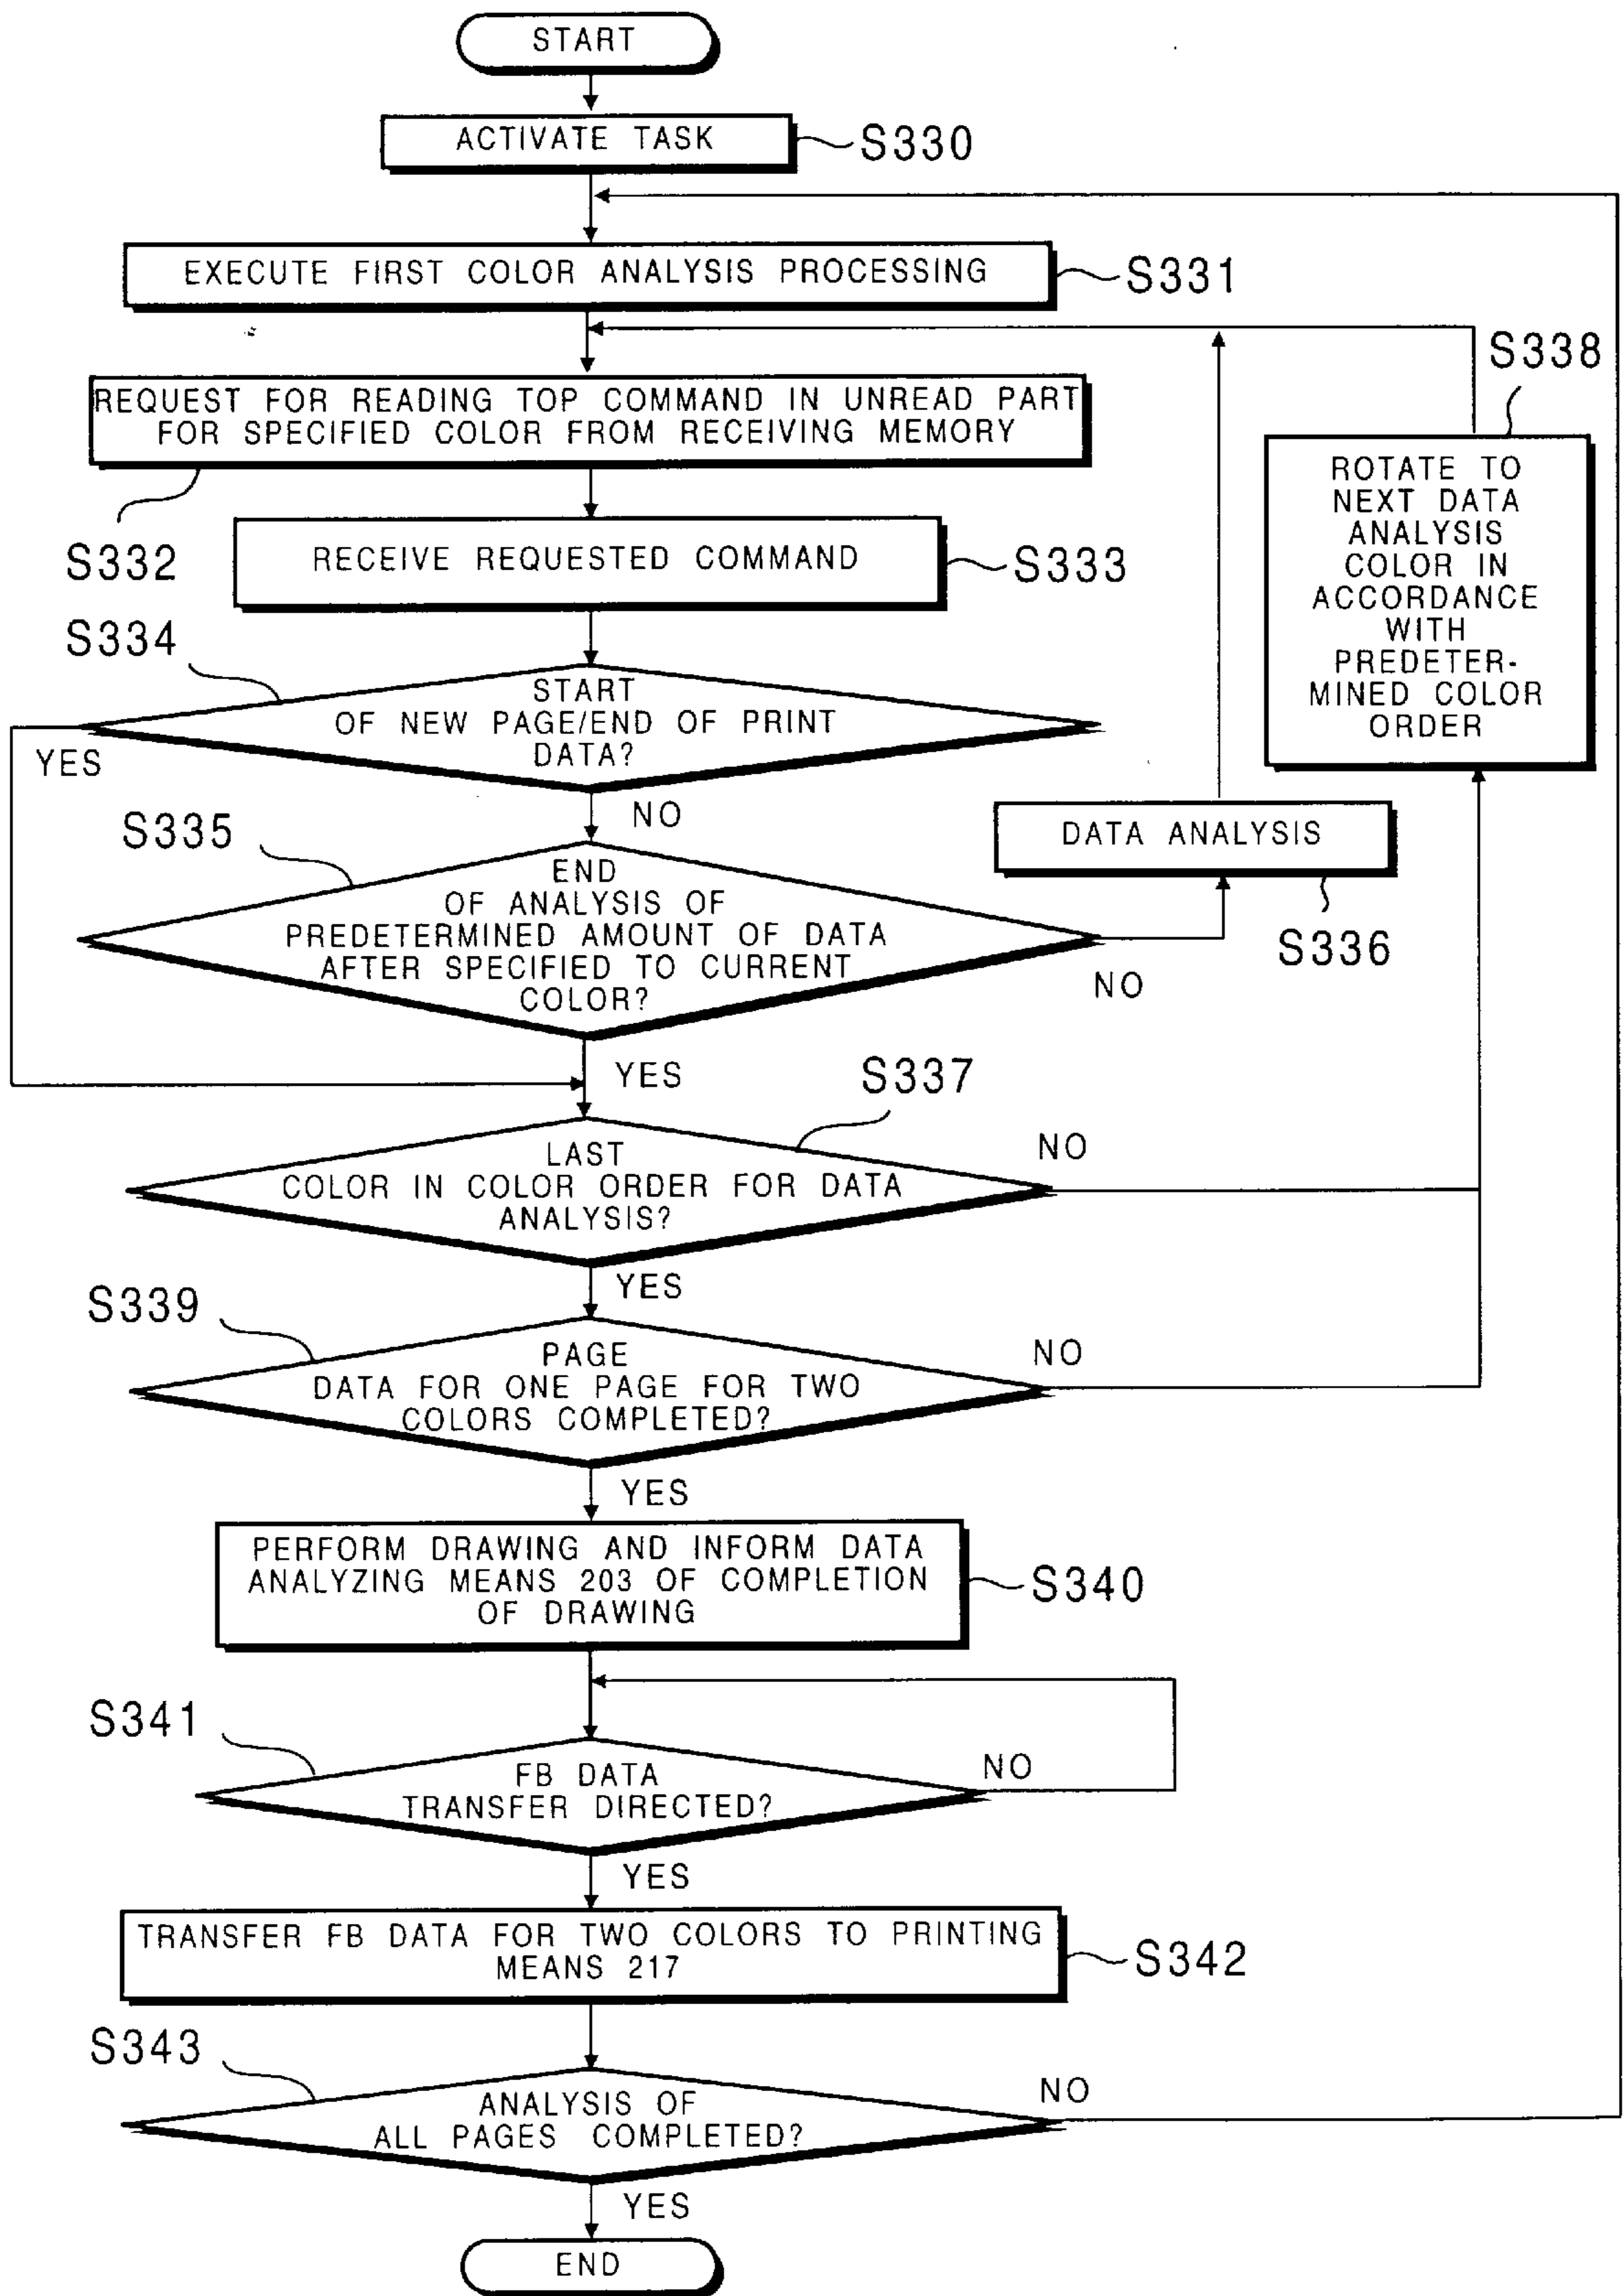 START
ACTIVATE TASK
S330
EXECUTE FIRST COLOR ANALYSIS PROCESSING
S331
REQUEST FOR READING TOP COMMAND IN UNREAD PART
FOR SPECIFIED COLOR FROM RECEIVING MEMORY
S332
S338
ROTATE TO
NEXT DATA
ANALYSIS
COLOR IN
ACCORDANCE
WITH
PREDETER-
MINED COLOR
ORDER
RECEIVE REQUESTED COMMAND
S333
S334
START
OF NEW PAGE/END OF PRINT
DATA?
YES
NO
S335
END
OF ANALYSIS OF
PREDETERMINED AMOUNT OF DATA
AFTER SPECIFIED TO CURRENT
COLOR?
NO
DATA ANALYSIS
S336
YES
S337
LAST
COLOR IN COLOR ORDER FOR DATA
ANALYSIS?
NO
YES
S339
PAGE
DATA FOR ONE PAGE FOR TWO
COLORS COMPLETED?
NO
YES
PERFORM DRAWING AND INFORM DATA
ANALYZING MEANS 203 OF COMPLETION
OF DRAWING
S340
S341
FB DATA
TRANSFER DIRECTED?
NO
YES
TRANSFER FB DATA FOR TWO COLORS TO PRINTING
MEANS 217
S342
S343
ANALYSIS OF
ALL PAGES COMPLETED?
NO
YES
END